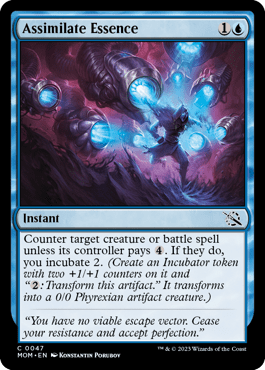 Assimilate Essence 1
Instant
Counter target creature or battle spell
unless its controller pays 4. If they do,
you incubate 2. (Create an Incubator token
with two +1/+1 counters on it and
“2: Transform this artifact.” It transforms
into a 0/0 Phyrexian artifact creature.)
“You have no viable escape vector. Cease
your resistance and accept perfection.”
C 0047
MOM • EN Konstantin Porubov ™ & © 2023 Wizards of the Coast